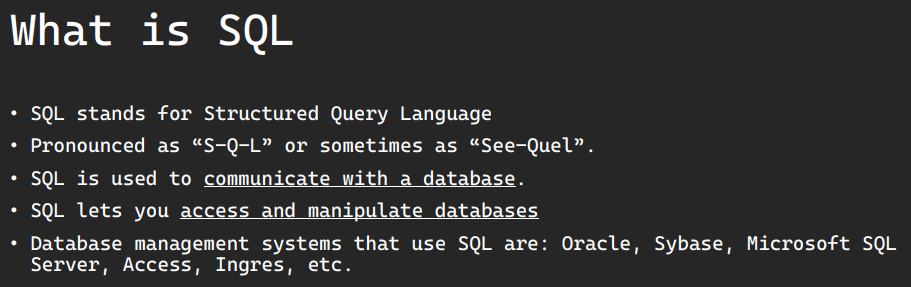 What is SQL
• SQL stands for Structured Query Language
• Pronounced as “S-Q-L” or sometimes as “See-Quel”.
• SQL is used to communicate with a database.
• SQL lets you access and manipulate databases
• Database management systems that use SQL are: Oracle, Sybase, Microsoft SQL
Server, Access, Ingres, etc.